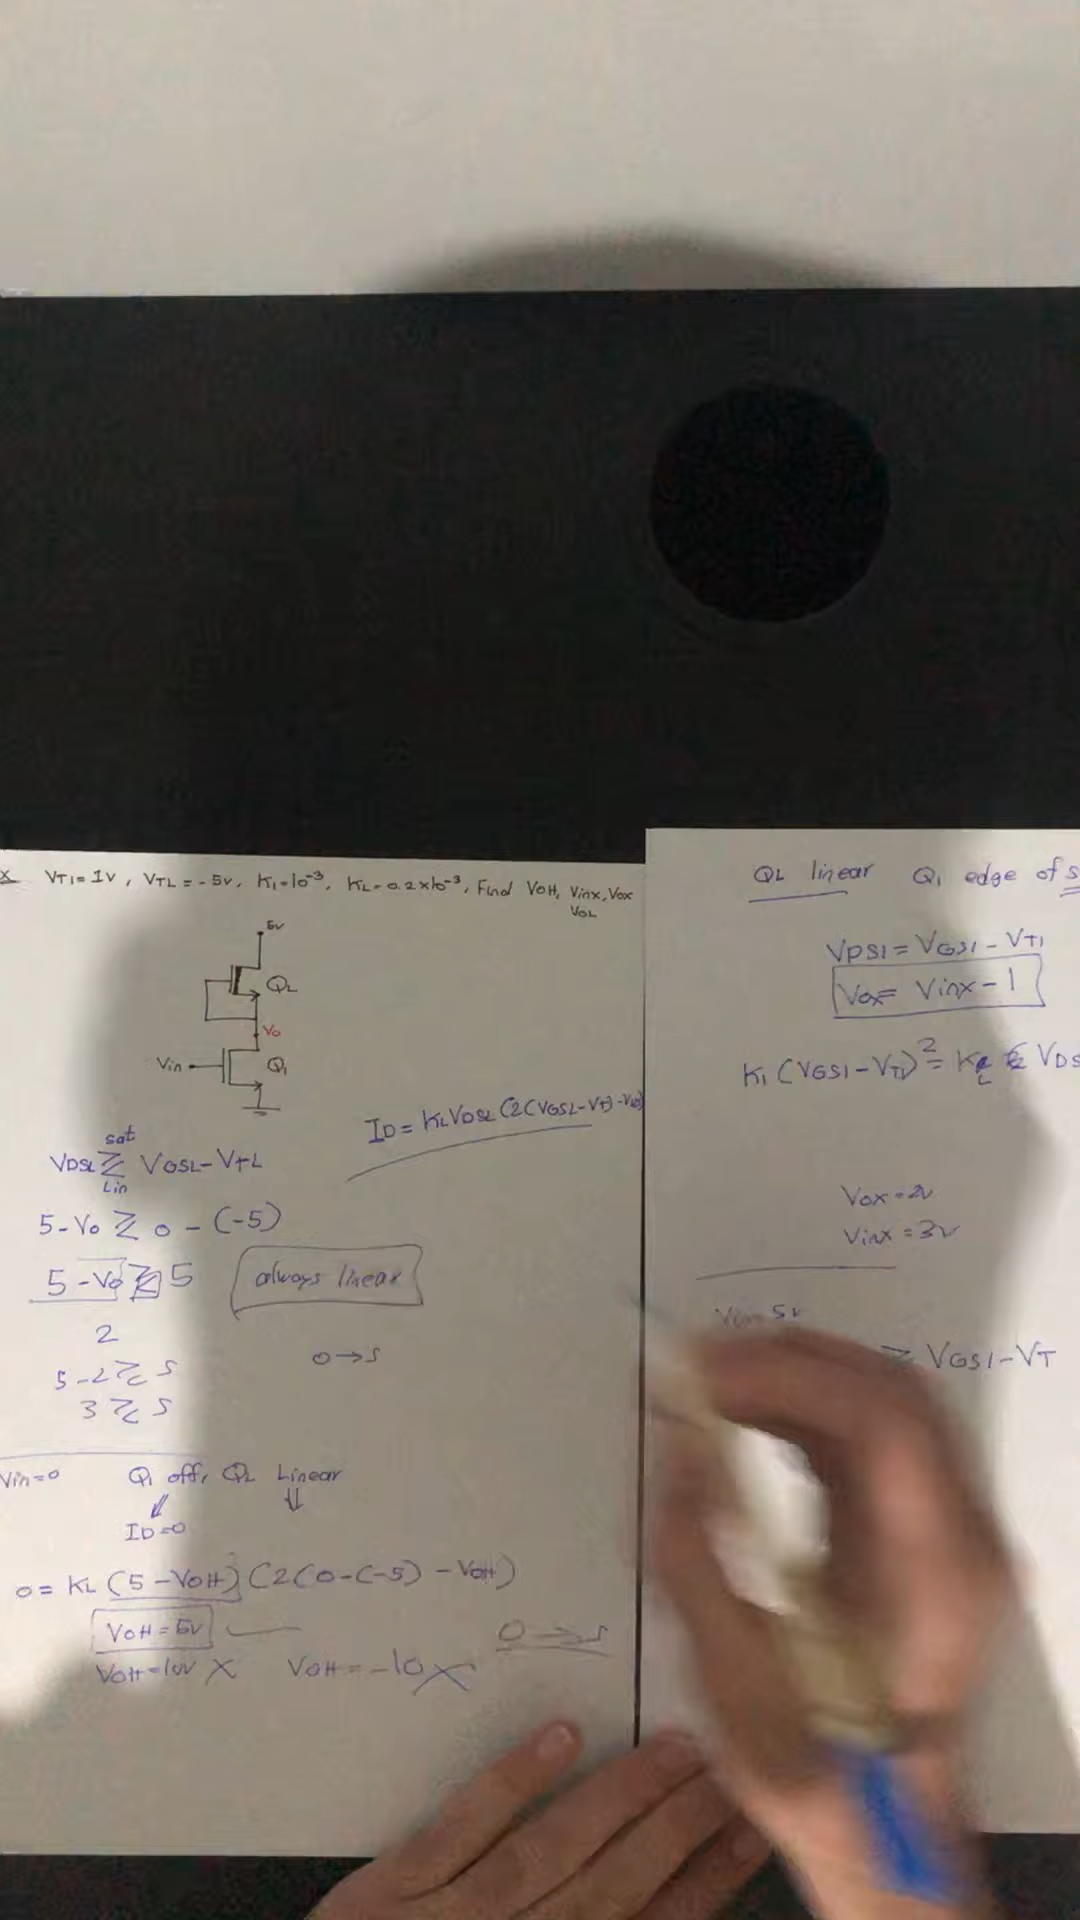 x VT1=1V, VTL=-5V, K1=10⁻³, KL=0.2x10⁻³, Find VOH, Vinx, Vox
VOL
5V
QL
Vo
Vin
Q1
ID = KL VDSL (2(VGSL-VT)-
sat
VDSL ≷ VGSL-VTL
Lin
5-Vo ≷ 0 - (-5)
5-Vo ≷ 5
always linear
2
0→5
5-2 ≷ 5
3 ≷ 5
Vin=0 Q1 off, QL Linear
ID=0
0 = KL (5-VOH) (2(0-(-5) - VOH)
VOH = 5V
0 → 5
VOH=10V X VOH = -10 X
QL linear Q1 edge of s
VDS1 = VGS1 - VT1
Vox = Vinx - 1
K1 (VGS1-VT1)² = KL VDS
Vox = 2V
Vinx = 3V
5V
≷ VGS1-VT